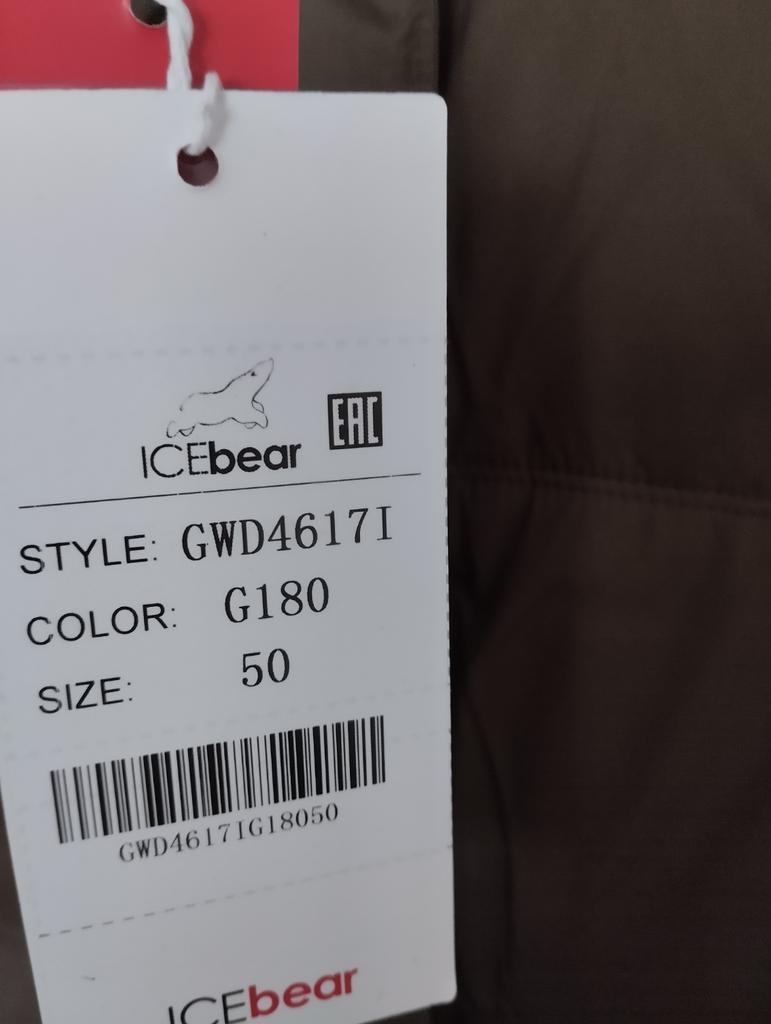 ICEbear EAC
STYLE: GWD4617I
COLOR: G180
SIZE: 50
GWD4617IG18050
ICEbear